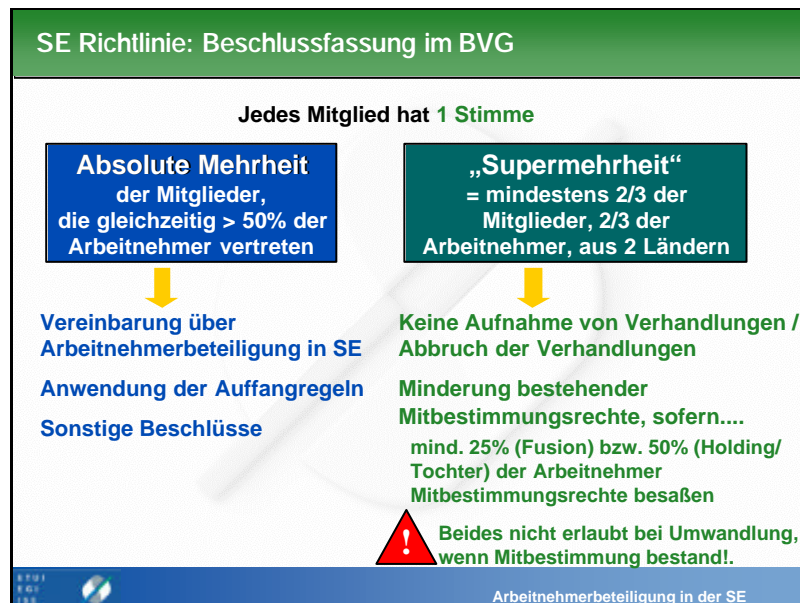 SE Richtlinie: Beschlussfassung im BVG
Jedes Mitglied hat 1 Stimme
Absolute Mehrheit
der Mitglieder,
die gleichzeitig > 50% der
Arbeitnehmer vertreten
„Supermehrheit“
= mindestens 2/3 der
Mitglieder, 2/3 der
Arbeitnehmer, aus 2 Ländern
Vereinbarung über
Arbeitnehmerbeteiligung in SE
Anwendung der Auffangregeln
Sonstige Beschlüsse
Keine Aufnahme von Verhandlungen /
Abbruch der Verhandlungen
Minderung bestehender
Mitbestimmungsrechte, sofern....
mind. 25% (Fusion) bzw. 50% (Holding/
Tochter) der Arbeitnehmer
Mitbestimmungsrechte besaßen
!
Beides nicht erlaubt bei Umwandlung,
wenn Mitbestimmung bestand!.
ETUI
EGI
ISE
Arbeitnehmerbeteiligung in der SE